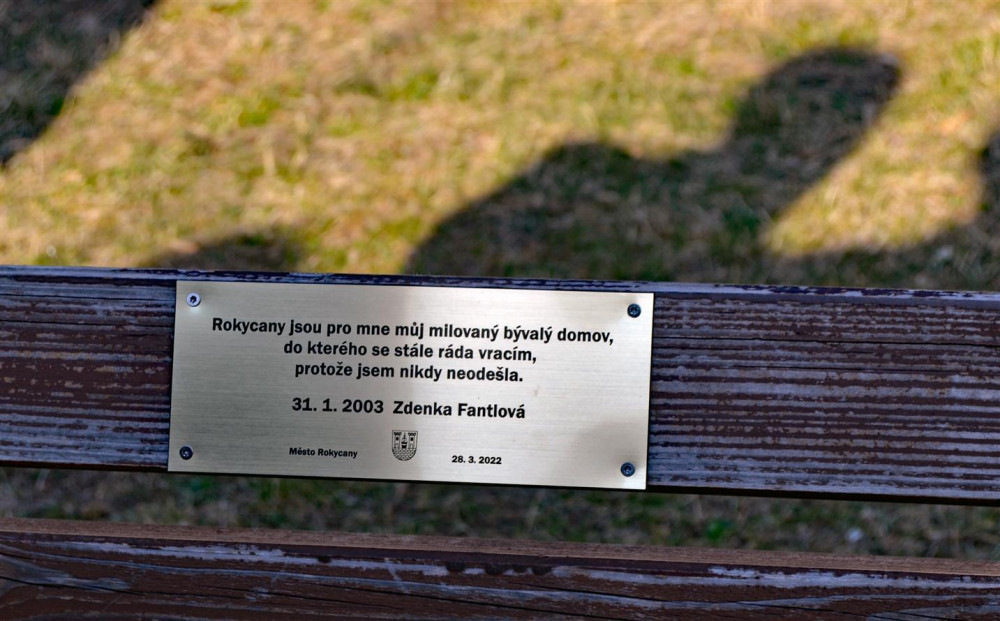 Rokycany jsou pro mne můj milovaný bývalý domov,
do kterého se stále ráda vracím,
protože jsem nikdy neodešla.
31. 1. 2003 Zdenka Fantlová
Město Rokycany
28. 3. 2022